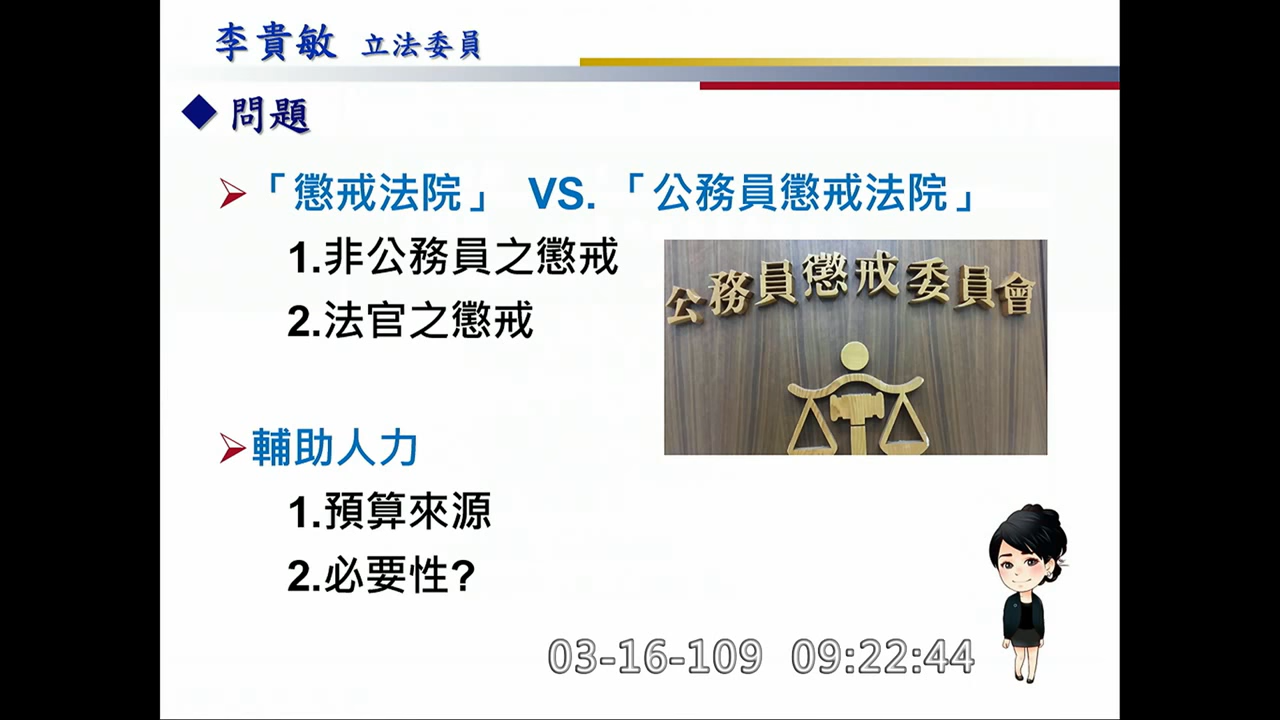 李貴敏 立法委員
問題
「懲戒法院」 VS. 「公務員懲戒法院」
1.非公務員之懲戒
2.法官之懲戒
公務員懲戒委員會
輔助人力
1.預算來源
2.必要性?
03-16-109 09:22:44